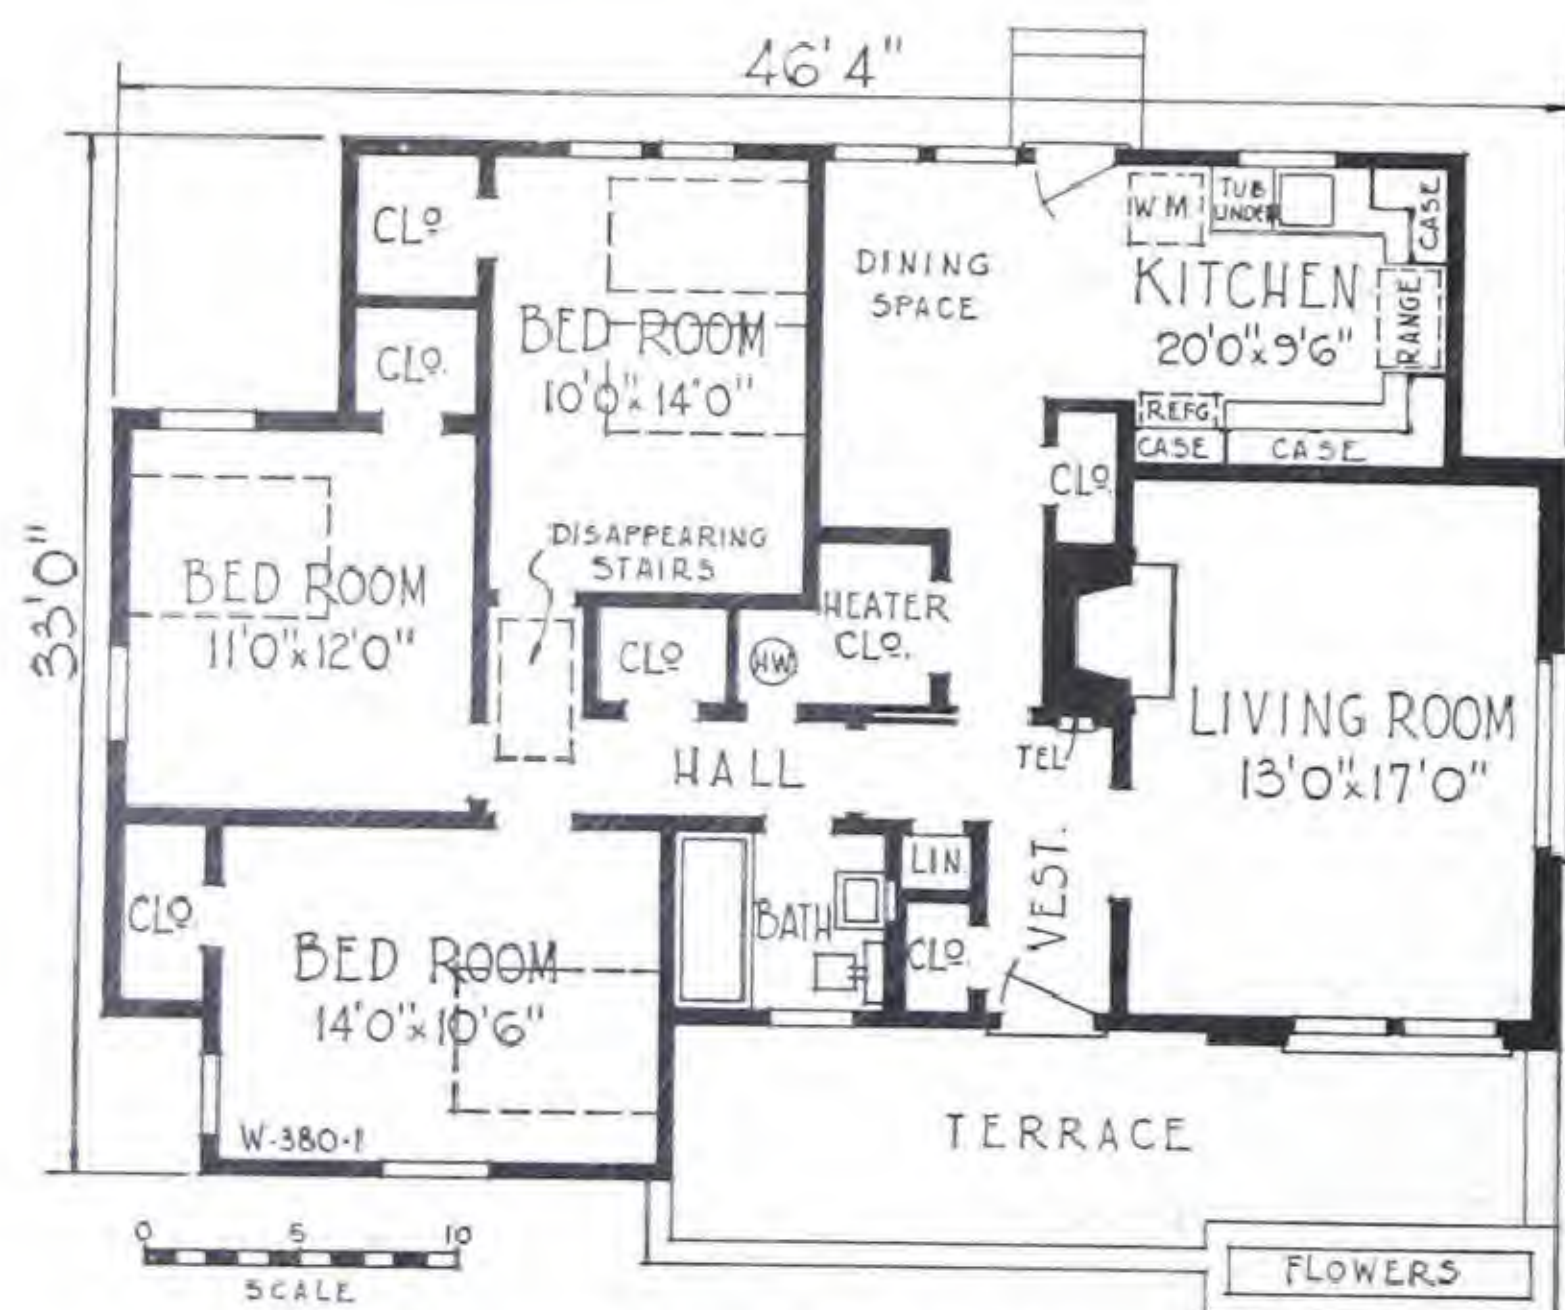 46'4"
33'0"
CLO
CLO.
BED ROOM
10'0"x14'0"
DINING
SPACE
W M
TUB
UNDER
CASE
KITCHEN
20'0"x9'6"
RANGE
REFG.
CASE
CASE
CLO.
BED ROOM
11'0"x12'0"
DISAPPEARING
STAIRS
CLO
HW
HEATER
CLO.
HALL
TEL
LIVING ROOM
13'0"x17'0"
CLO.
BED ROOM
14'0"x10'6"
BATH
LIN.
CLO.
VEST.
W-380-1
TERRACE
0 5 10
SCALE
FLOWERS